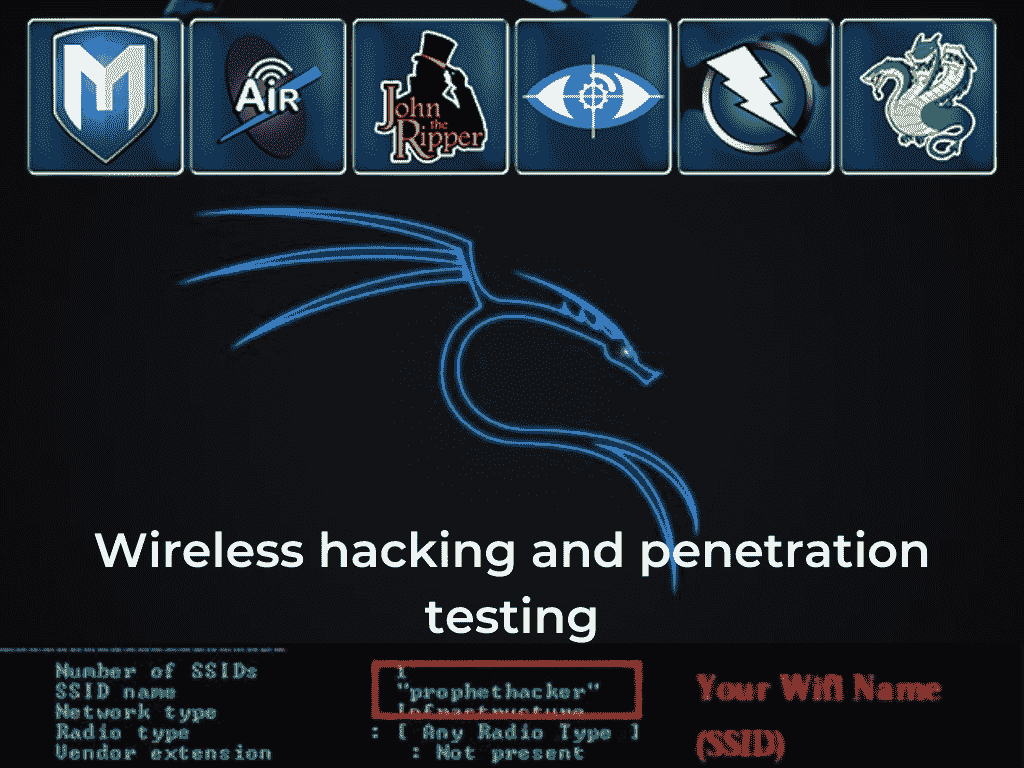 AiR
John
the
Ripper
Wireless hacking and penetration
testing
Number of SSIDs 1
SSID name "prophethacker"
Network type Infrastructure
Radio type : [ Any Radio Type ]
Vendor extension : Not present
Your Wifi Name
(SSID)